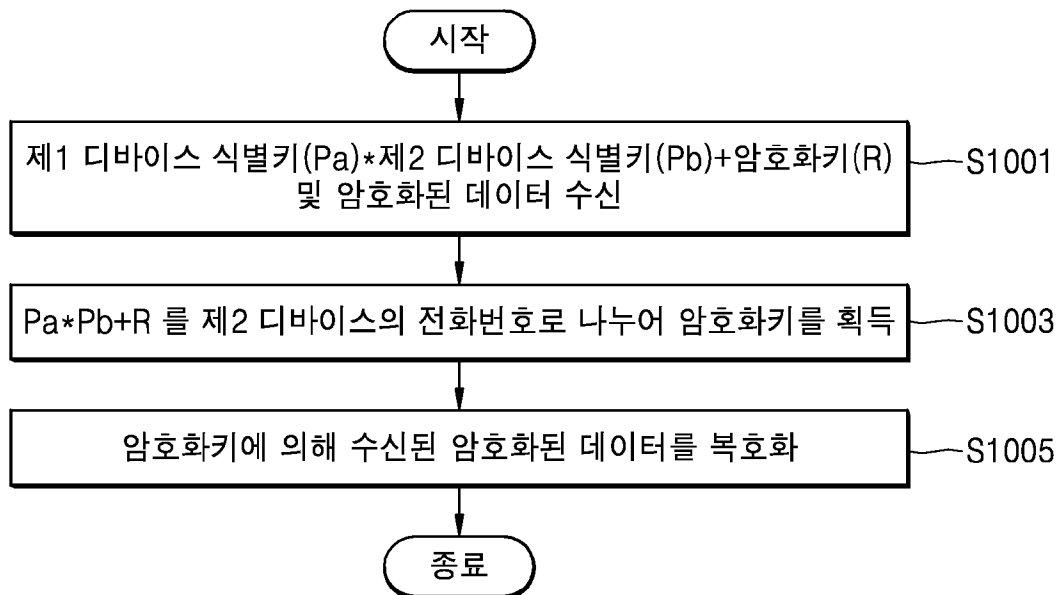 시작
제1 디바이스 식별키(Pa)*제2 디바이스 식별키(Pb)+암호화키(R)
및 암호화된 데이터 수신
S1001
Pa*Pb+R 를 제2 디바이스의 전화번호로 나누어 암호화키를 획득
S1003
암호화키에 의해 수신된 암호화된 데이터를 복호화
S1005
종료